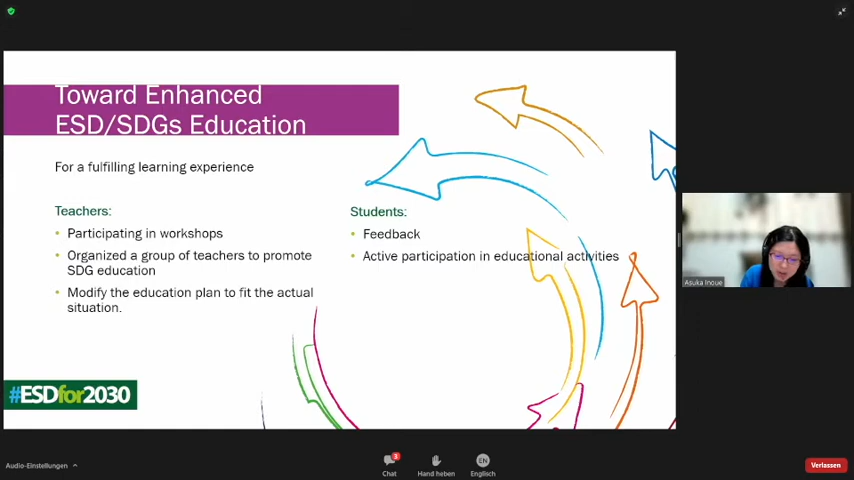 Toward Enhanced
ESD/SDGs Education
For a fulfilling learning experience
Teachers:
• Participating in workshops
• Organized a group of teachers to promote
SDG education
• Modify the education plan to fit the actual
situation.
Students:
• Feedback
• Active participation in educational activities
#ESDfor2030
Asuka Inoue
Audio-Einstellungen
3
Chat
Hand heben
EN
Englisch
Verlassen